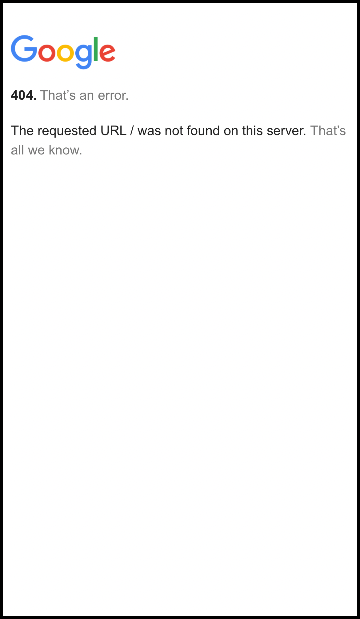 Google
404. That's an error.
The requested URL / was not found on this server. That's
all we know.